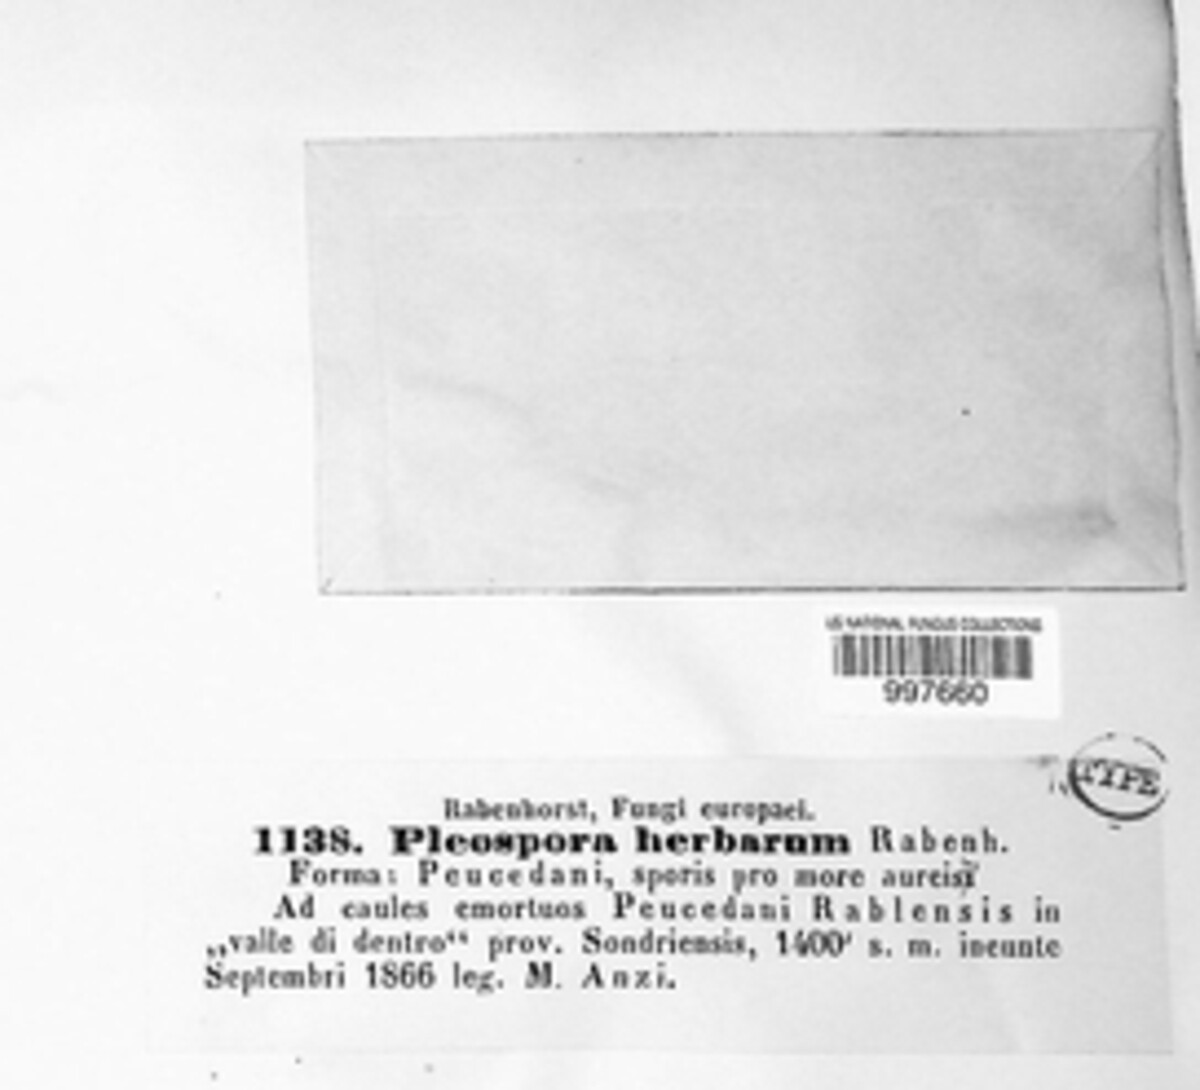 US NATIONAL FUNGUS COLLECTIONS
997660
TYPE
Rabenhorst, Fungi europaei.
1138. Pleospora herbarum Rabenh.
Forma: Peucedani, sporis pro more aureis
Ad caules emortuos Peucedani Rablensis in
„valle di dentro“ prov. Sondriensis, 1400' s. m. ineunte
Septembri 1866 leg. M. Anzi.